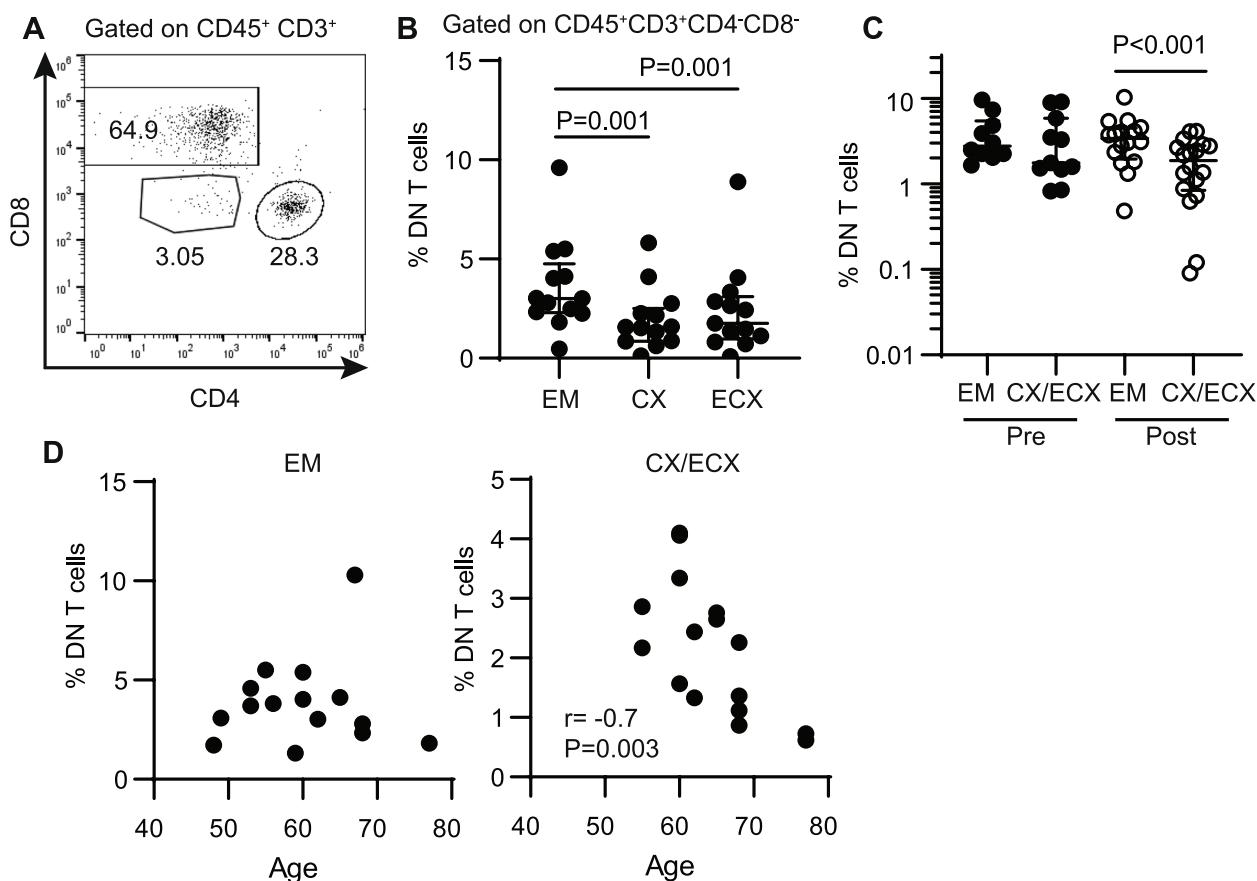 A
Gated on CD45⁺ CD3⁺
10⁶
10⁵
10⁴
10³
10²
10¹
10⁰
64.9
3.05
28.3
10⁰ 10¹ 10² 10³ 10⁴ 10⁵ 10⁶
CD8
CD4
B
Gated on CD45⁺CD3⁺CD4⁻CD8⁻
15
10
5
0
% DN T cells
P=0.001
P=0.001
EM CX ECX
C
P<0.001
10
1
0.1
0.01
% DN T cells
EM CX/ECX EM CX/ECX
Pre Post
D
EM
15
10
5
0
% DN T cells
40 50 60 70 80
Age
CX/ECX
5
4
3
2
1
0
% DN T cells
r= -0.7
P=0.003
40 50 60 70 80
Age